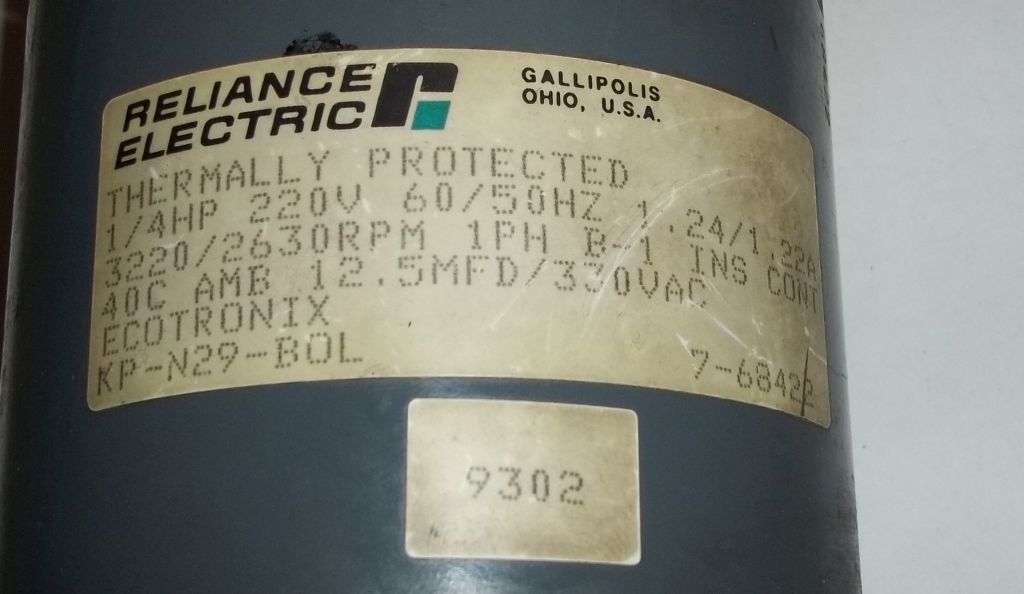 RELIANCE
ELECTRIC
GALLIPOLIS
OHIO, U.S.A.
THERMALLY PROTECTED
1/4HP 220V 60/50HZ 1.24/1.22A
3220/2630RPM 1PH B-1 INS CONT
40C AMB 12.5MFD/330VAC
ECOTRONIX
KP-N29-BOL
7-68422
9302